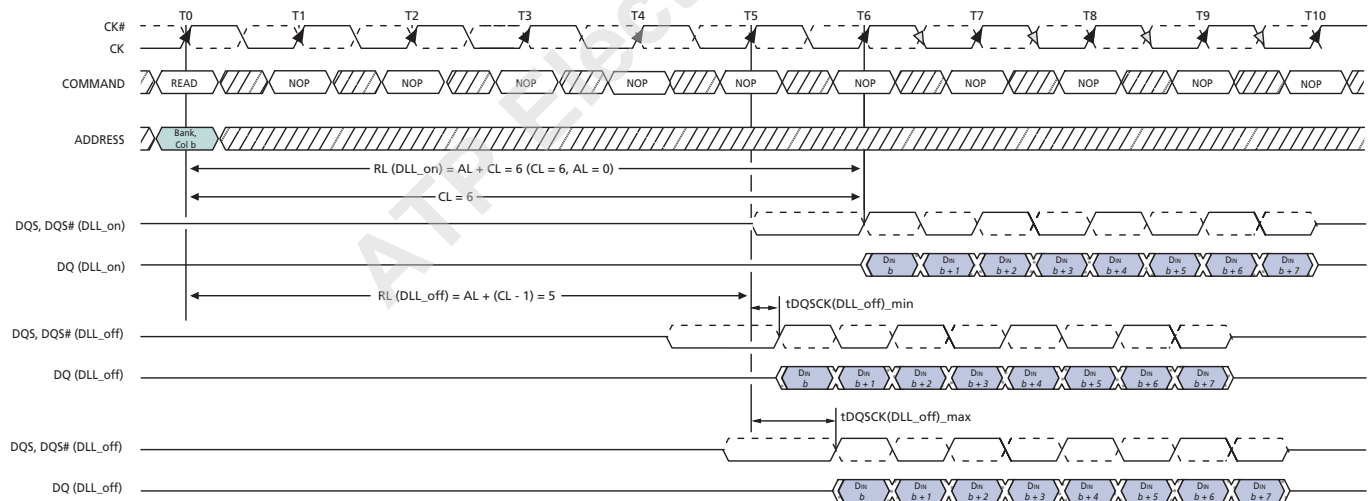 T0 T1 T2 T3 T4 T5 T6 T7 T8 T9 T10
CK#
CK
COMMAND READ NOP NOP NOP NOP NOP NOP NOP NOP NOP NOP
ADDRESS Bank,
Col b
RL (DLL_on) = AL + CL = 6 (CL = 6, AL = 0)
CL = 6
DQS, DQS# (DLL_on)
DQ (DLL_on) DIN b DIN b + 1 DIN b + 2 DIN b + 3 DIN b + 4 DIN b + 5 DIN b + 6 DIN b + 7
RL (DLL_off) = AL + (CL - 1) = 5
tDQSCK(DLL_off)_min
DQS, DQS# (DLL_off)
DQ (DLL_off) DIN b DIN b + 1 DIN b + 2 DIN b + 3 DIN b + 4 DIN b + 5 DIN b + 6 DIN b + 7
tDQSCK(DLL_off)_max
DQS, DQS# (DLL_off)
DQ (DLL_off) DIN b DIN b + 1 DIN b + 2 DIN b + 3 DIN b + 4 DIN b + 5 DIN b + 6 DIN b + 7
ATP